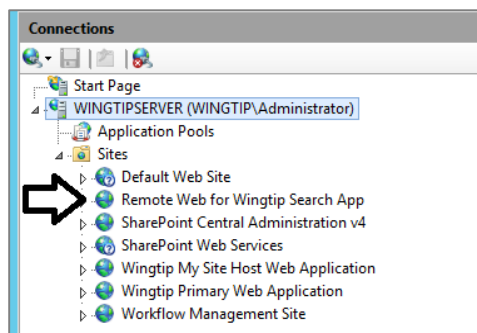 Connections
Start Page
WINGTIPSERVER (WINGTIP\Administrator)
Application Pools
Sites
Default Web Site
Remote Web for Wingtip Search App
SharePoint Central Administration v4
SharePoint Web Services
Wingtip My Site Host Web Application
Wingtip Primary Web Application
Workflow Management Site